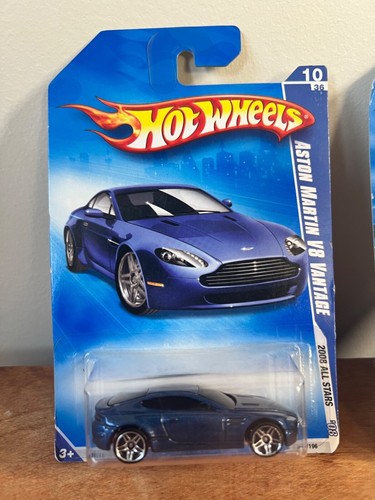 10
36
HOT WHEELS
ASTON MARTIN V8 VANTAGE
2008 ALL STARS
3+